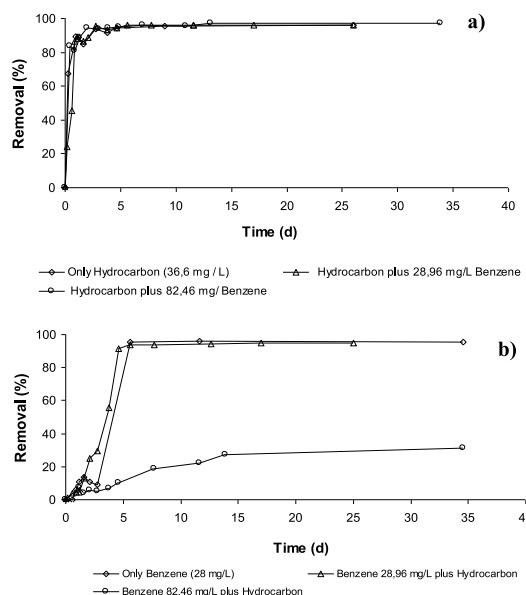 a)
Removal (%)
100
80
60
40
20
0
0 5 10 15 20 25 30 35 40
Time (d)
Only Hydrocarbon (36,6 mg / L) Hydrocarbon plus 28,96 mg/L Benzene
Hydrocarbon plus 82,46 mg/ Benzene
b)
Removal (%)
100
80
60
40
20
0
0 5 10 15 20 25 30 35 40
Time (d)
Only Benzene (28 mg/L) Benzene 28,96 mg/L plus Hydrocarbon
Benzene 82.46 mg/L plus Hydrocarbon